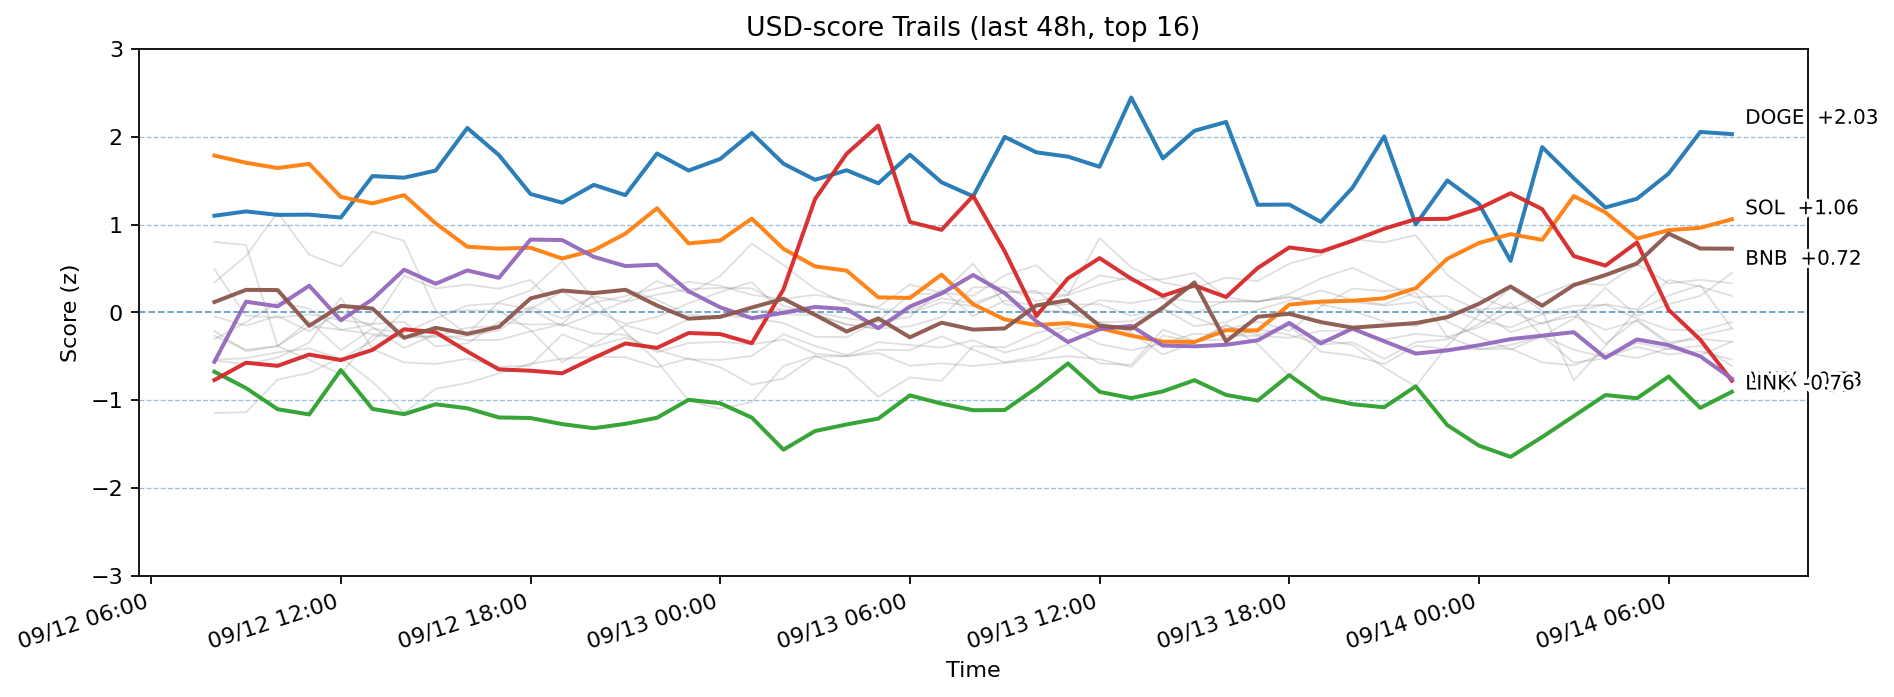 USD-score Trails (last 48h, top 16)
3
DOGE +2.03
2
SOL +1.06
1
BNB +0.72
0
LINK -0.76
−1
−2
−3
Score (z)
09/12 06:00
09/12 12:00
09/12 18:00
09/13 00:00
09/13 06:00
09/13 12:00
09/13 18:00
09/14 00:00
09/14 06:00
Time